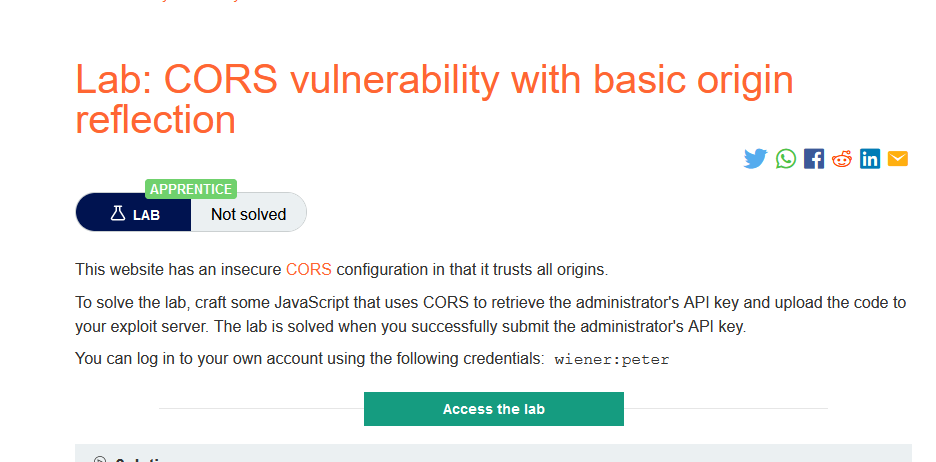 Lab: CORS vulnerability with basic origin
reflection
APPRENTICE
LAB
Not solved
This website has an insecure CORS configuration in that it trusts all origins.
To solve the lab, craft some JavaScript that uses CORS to retrieve the administrator's API key and upload the code to
your exploit server. The lab is solved when you successfully submit the administrator's API key.
You can log in to your own account using the following credentials: wiener:peter
Access the lab